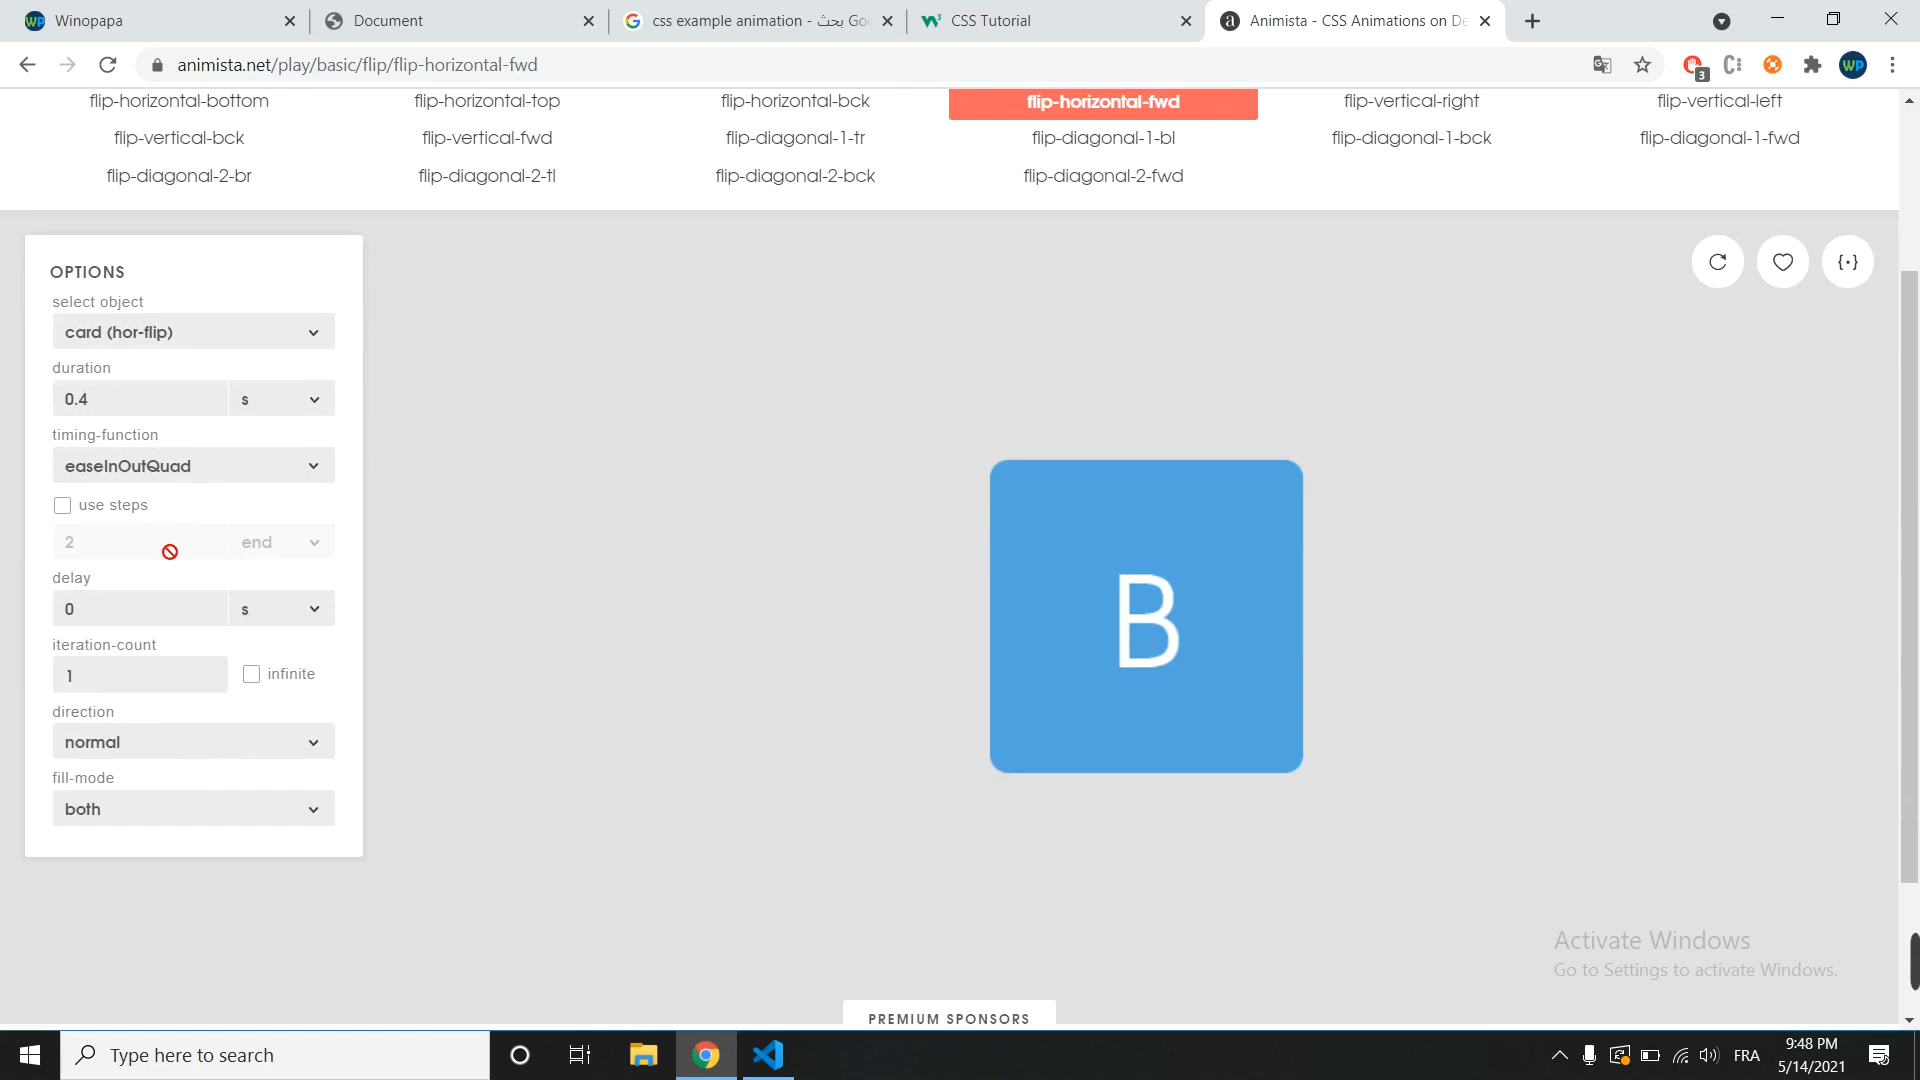 Winopapa
Document
css example animation - بحث Goo
CSS Tutorial
Animista - CSS Animations on De
animista.net/play/basic/flip/flip-horizontal-fwd
3
WP
flip-horizontal-bottom
flip-horizontal-top
flip-horizontal-bck
flip-horizontal-fwd
flip-vertical-right
flip-vertical-left
flip-vertical-bck
flip-vertical-fwd
flip-diagonal-1-tr
flip-diagonal-1-bl
flip-diagonal-1-bck
flip-diagonal-1-fwd
flip-diagonal-2-br
flip-diagonal-2-tl
flip-diagonal-2-bck
flip-diagonal-2-fwd
OPTIONS
select object
card (hor-flip)
duration
0.4 s
timing-function
easeInOutQuad
use steps
2 end
delay
0 s
iteration-count
1 infinite
direction
normal
fill-mode
both
{·}
B
Activate Windows
Go to Settings to activate Windows.
PREMIUM SPONSORS
Type here to search
FRA
9:48 PM
5/14/2021